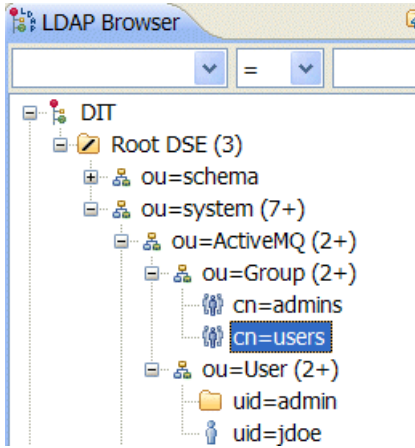 LDAP Browser
=
DIT
Root DSE (3)
ou=schema
ou=system (7+)
ou=ActiveMQ (2+)
ou=Group (2+)
cn=admins
cn=users
ou=User (2+)
uid=admin
uid=jdoe